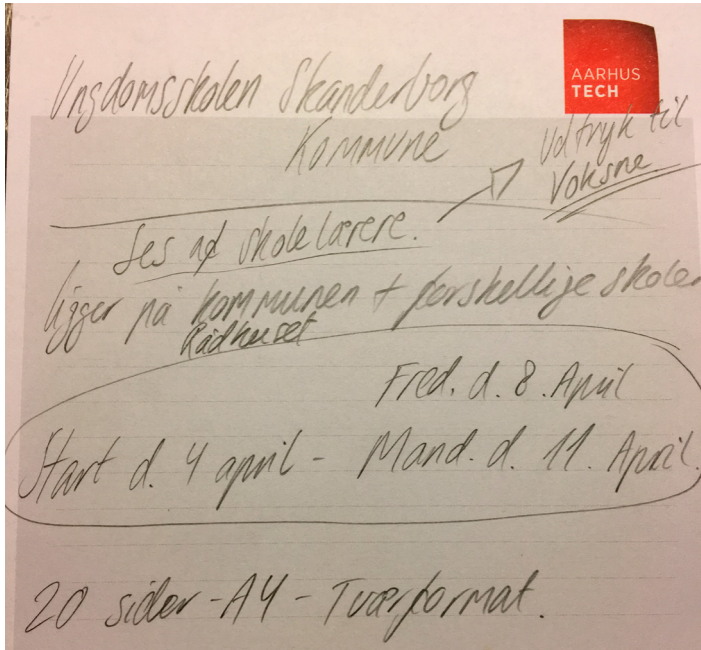 Ungdomsskolen Skanderborg
Kommune
AARHUS
TECH
Udtryk til
Voksne
Ses af skolelærere.
ligger på kommunen + forskellige skoler
Rådhuset
Fred. d. 8. April
Start d. 4 april - Mand. d. 11. April.
20 sider - A4 - Tværformat.